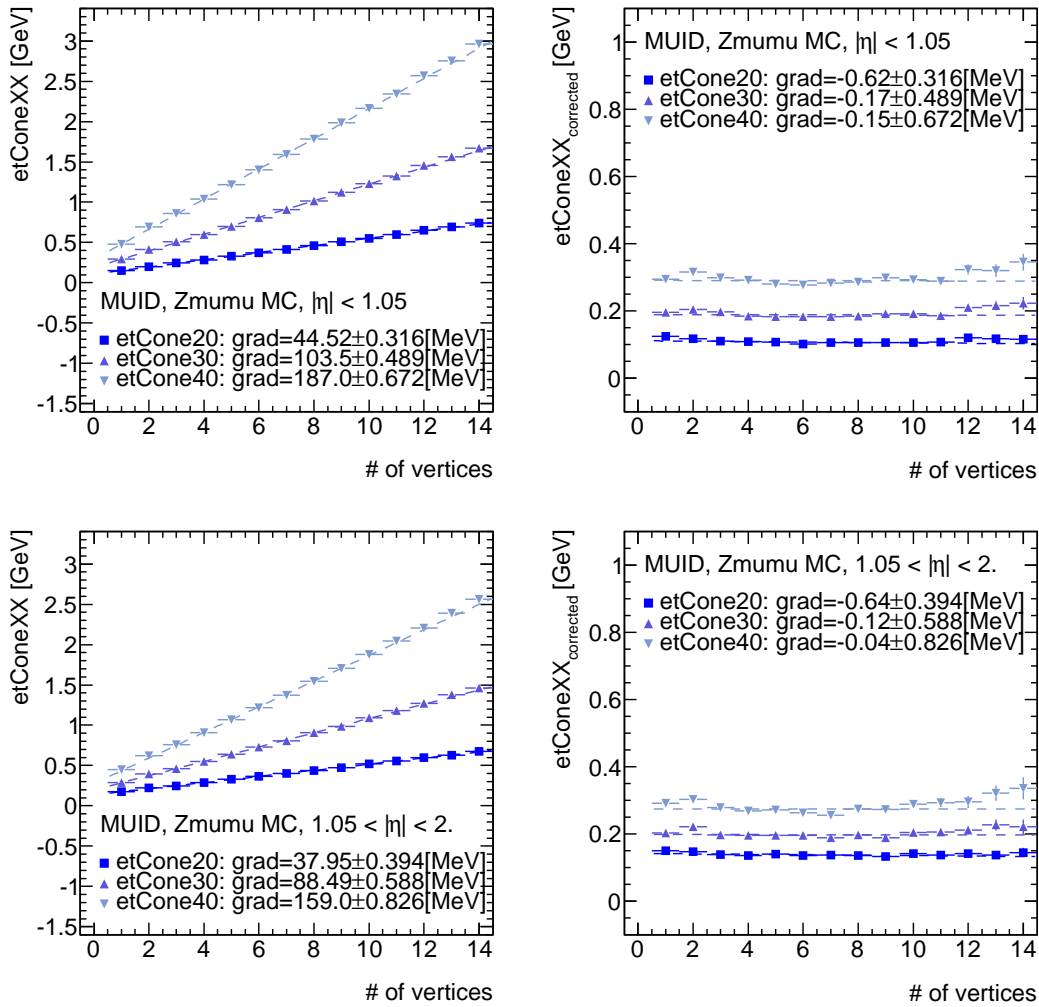 etConeXX [GeV]
3
2.5
2
1.5
1
0.5
0
-0.5
-1
-1.5
MUID, Zmumu MC, |η| < 1.05
etCone20: grad=44.52±0.316[MeV]
etCone30: grad=103.5±0.489[MeV]
etCone40: grad=187.0±0.672[MeV]
0 2 4 6 8 10 12 14
# of vertices
etConeXXcorrected [GeV]
1
0.8
0.6
0.4
0.2
0
MUID, Zmumu MC, |η| < 1.05
etCone20: grad=-0.62±0.316[MeV]
etCone30: grad=-0.17±0.489[MeV]
etCone40: grad=-0.15±0.672[MeV]
0 2 4 6 8 10 12 14
# of vertices
etConeXX [GeV]
3
2.5
2
1.5
1
0.5
0
-0.5
-1
-1.5
MUID, Zmumu MC, 1.05 < |η| < 2.
etCone20: grad=37.95±0.394[MeV]
etCone30: grad=88.49±0.588[MeV]
etCone40: grad=159.0±0.826[MeV]
0 2 4 6 8 10 12 14
# of vertices
etConeXXcorrected [GeV]
1
0.8
0.6
0.4
0.2
0
MUID, Zmumu MC, 1.05 < |η| < 2.
etCone20: grad=-0.64±0.394[MeV]
etCone30: grad=-0.12±0.588[MeV]
etCone40: grad=-0.04±0.826[MeV]
0 2 4 6 8 10 12 14
# of vertices